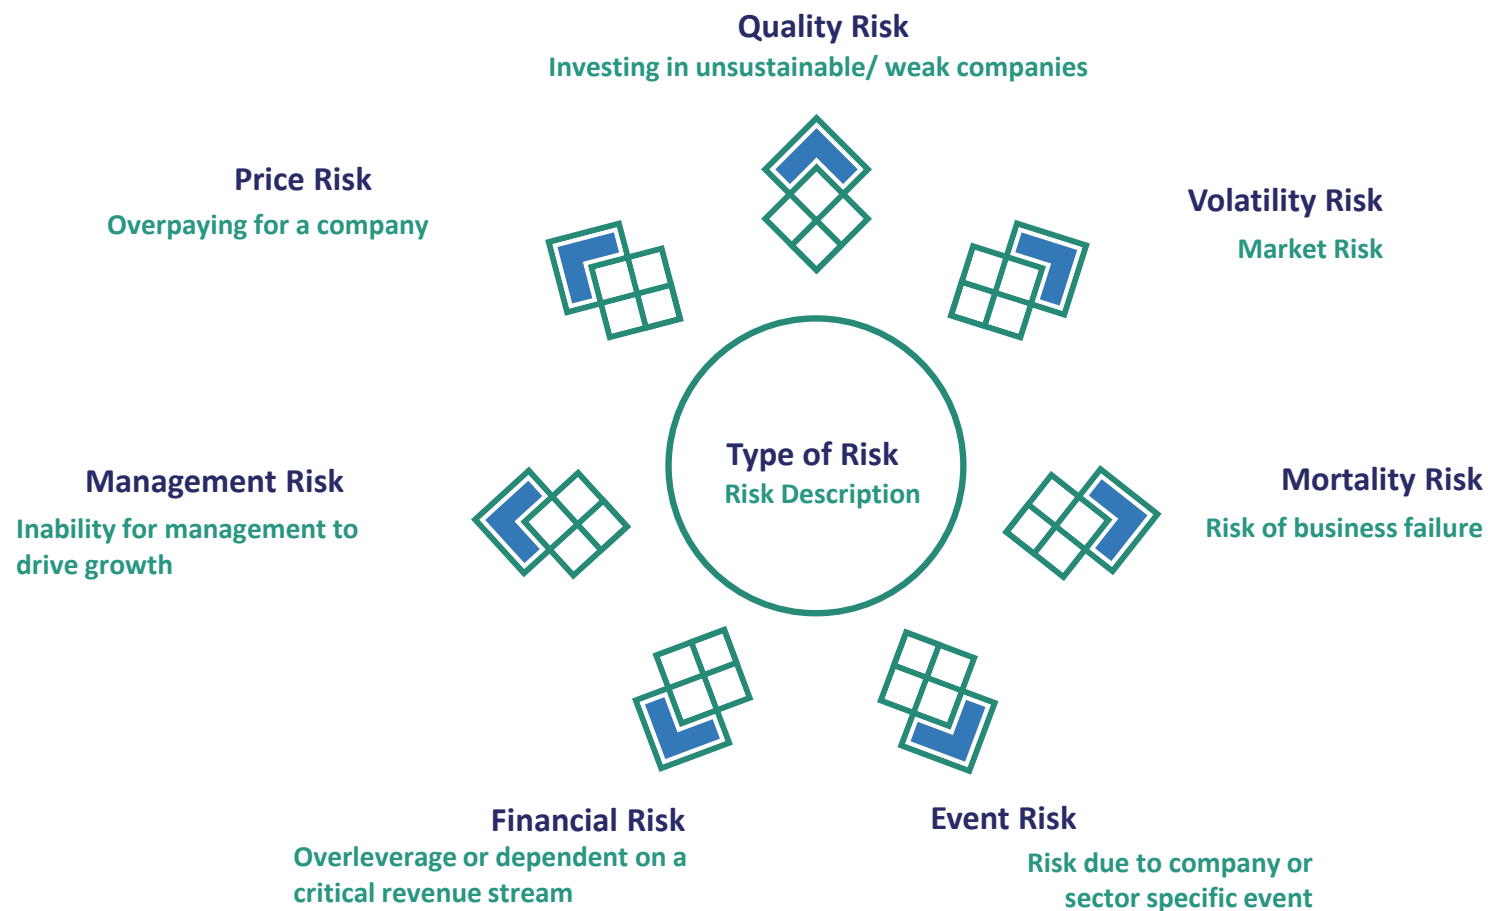 Quality Risk
Investing in unsustainable/ weak companies
Price Risk
Overpaying for a company
Volatility Risk
Market Risk
Type of Risk
Risk Description
Management Risk
Inability for management to
drive growth
Mortality Risk
Risk of business failure
Financial Risk
Overleverage or dependent on a
critical revenue stream
Event Risk
Risk due to company or
sector specific event